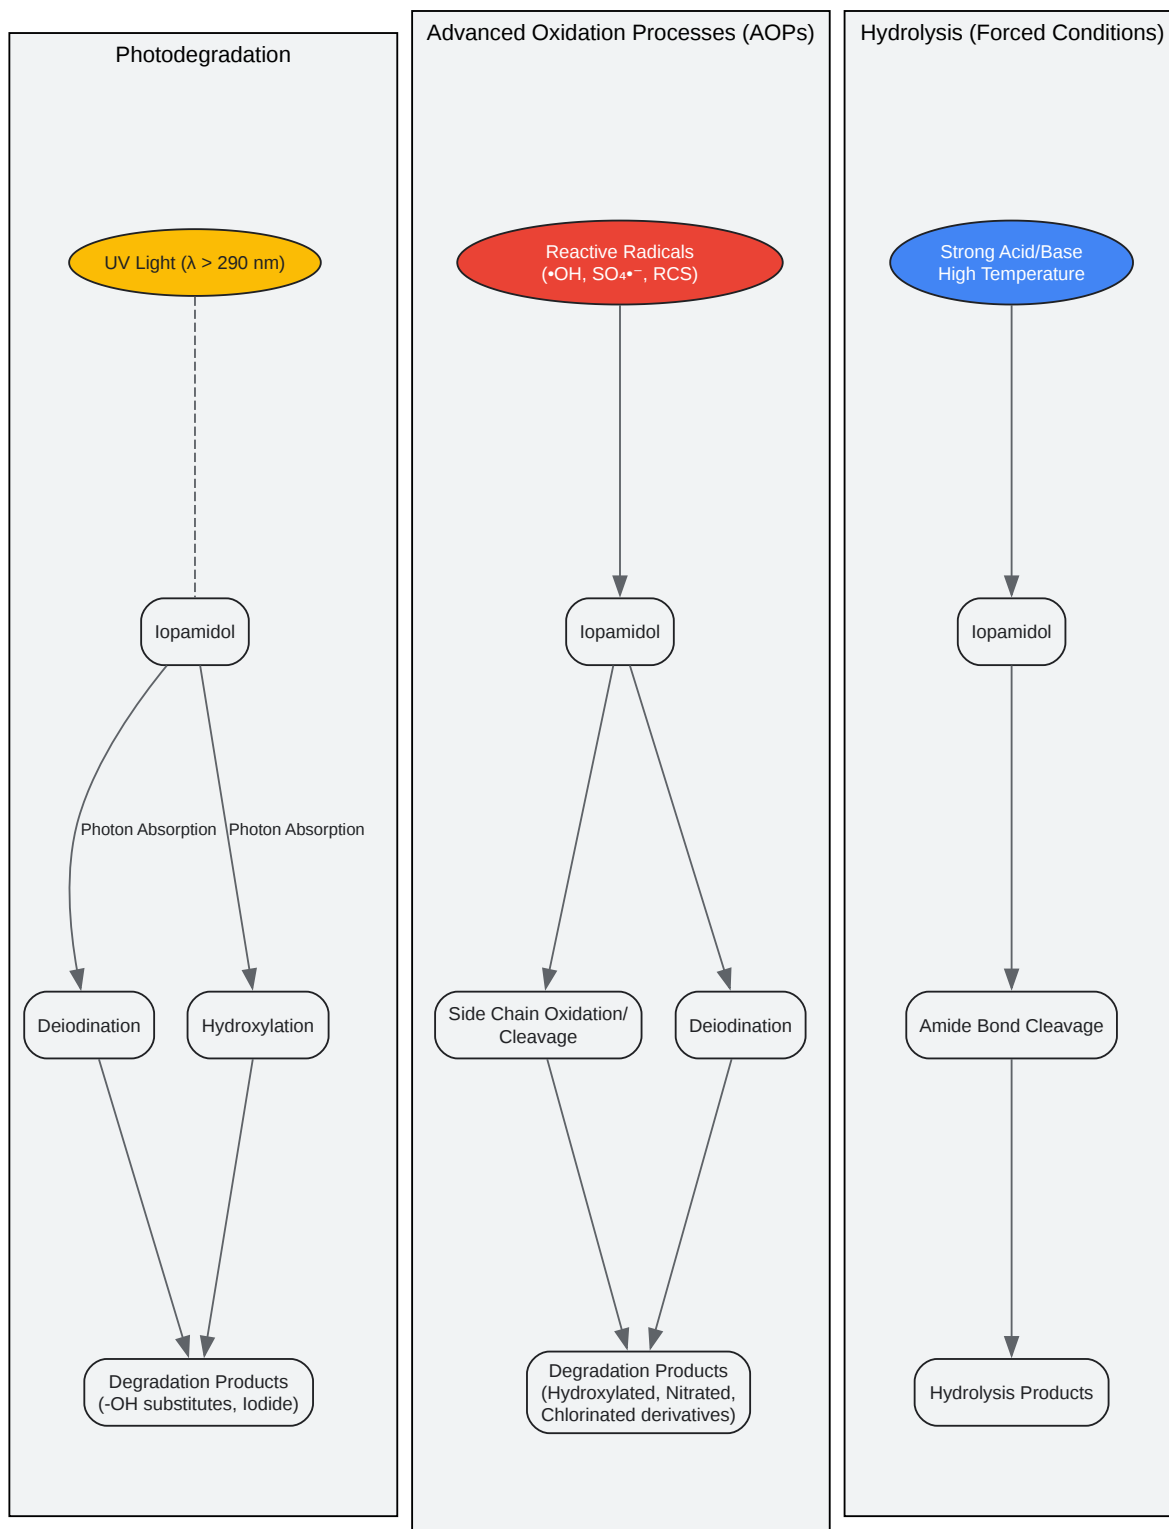 Photodegradation
UV Light (λ > 290 nm)
Iopamidol
Photon Absorption
Photon Absorption
Deiodination
Hydroxylation
Degradation Products
(-OH substitutes, Iodide)
Advanced Oxidation Processes (AOPs)
Reactive Radicals
(•OH, SO₄•⁻, RCS)
Iopamidol
Side Chain Oxidation/
Cleavage
Deiodination
Degradation Products
(Hydroxylated, Nitrated,
Chlorinated derivatives)
Hydrolysis (Forced Conditions)
Strong Acid/Base
High Temperature
Iopamidol
Amide Bond Cleavage
Hydrolysis Products